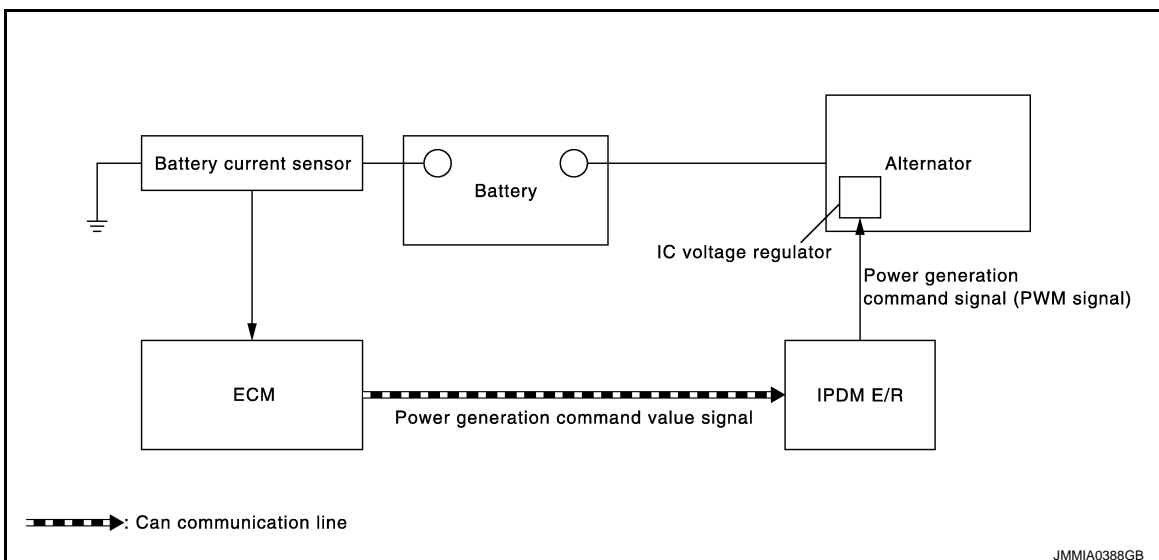 Battery current sensor
Battery
Alternator
IC voltage regulator
Power generation
command signal (PWM signal)
ECM
IPDM E/R
Power generation command value signal
: Can communication line
JMMIA0388GB